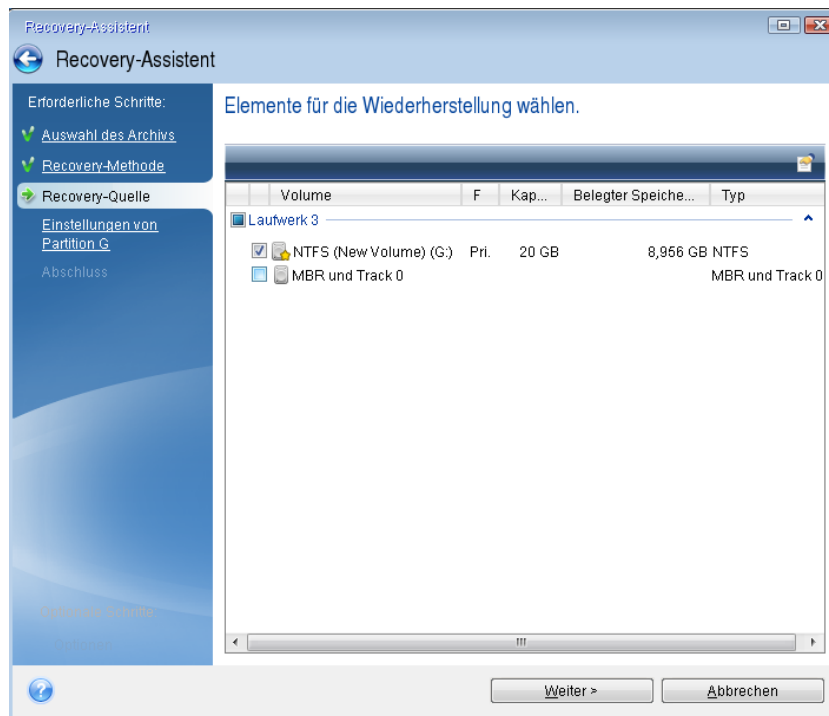 Recovery-Assistent
Recovery-Assistent
Erforderliche Schritte:
Auswahl des Archivs
Recovery-Methode
Recovery-Quelle
Einstellungen von
Partition G
Abschluss
Elemente für die Wiederherstellung wählen.
Volume F Kap... Belegter Speiche... Typ
Laufwerk 3
NTFS (New Volume) (G:) Pri. 20 GB 8,956 GB NTFS
MBR und Track 0 MBR und Track 0
Schritte
Weiter > Abbrechen